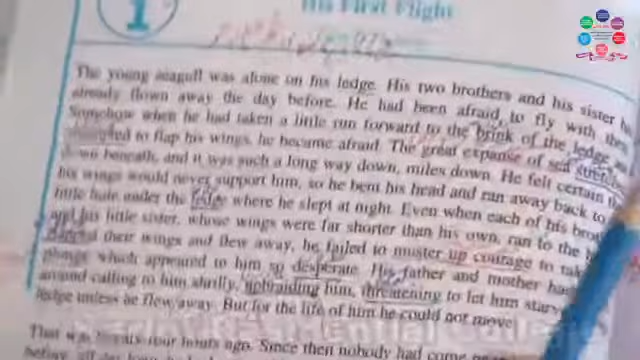 1
His First Flight
The young seagull was alone on his ledge. His two brothers and his sister had
already flown away the day before. He had been afraid to fly with them
Somehow when he had taken a little run forward to the brink of the ledge and
to flap his wings, he became afraid. The great expanse of sea stretched
down beneath, and it was such a long way down, miles down. He felt certain
his wings would never support him, so he bent his head and ran away back to
little hole under the ledge where he slept at night. Even when each of his
and his little sister, whose wings were far shorter than his own, ran to the
their wings and flew away, he failed to muster up courage to
plunge which appeared to him so desperate. His father and mother had
around calling to him shrilly, upbraiding him, threatening to let him
ledge unless he flew away. But for the life of him he could not move
That was twenty-four hours ago. Since then nobody had come